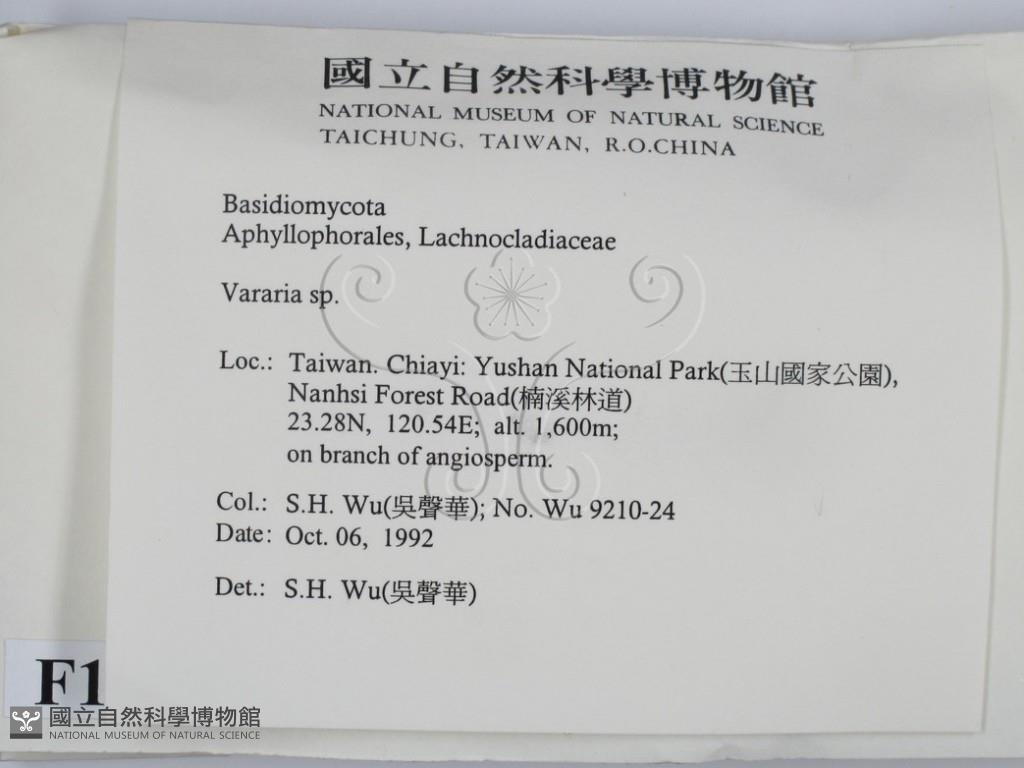 國立自然科學博物館
NATIONAL MUSEUM OF NATURAL SCIENCE
TAICHUNG, TAIWAN, R.O.CHINA
Basidiomycota
Aphyllophorales, Lachnocladiaceae
Vararia sp.
Loc.: Taiwan. Chiayi: Yushan National Park(玉山國家公園),
Nanhsi Forest Road(楠溪林道)
23.28N, 120.54E; alt. 1,600m;
on branch of angiosperm.
Col.: S.H. Wu(吳聲華); No. Wu 9210-24
Date: Oct. 06, 1992
Det.: S.H. Wu(吳聲華)
F1
國立自然科學博物館
NATIONAL MUSEUM OF NATURAL SCIENCE